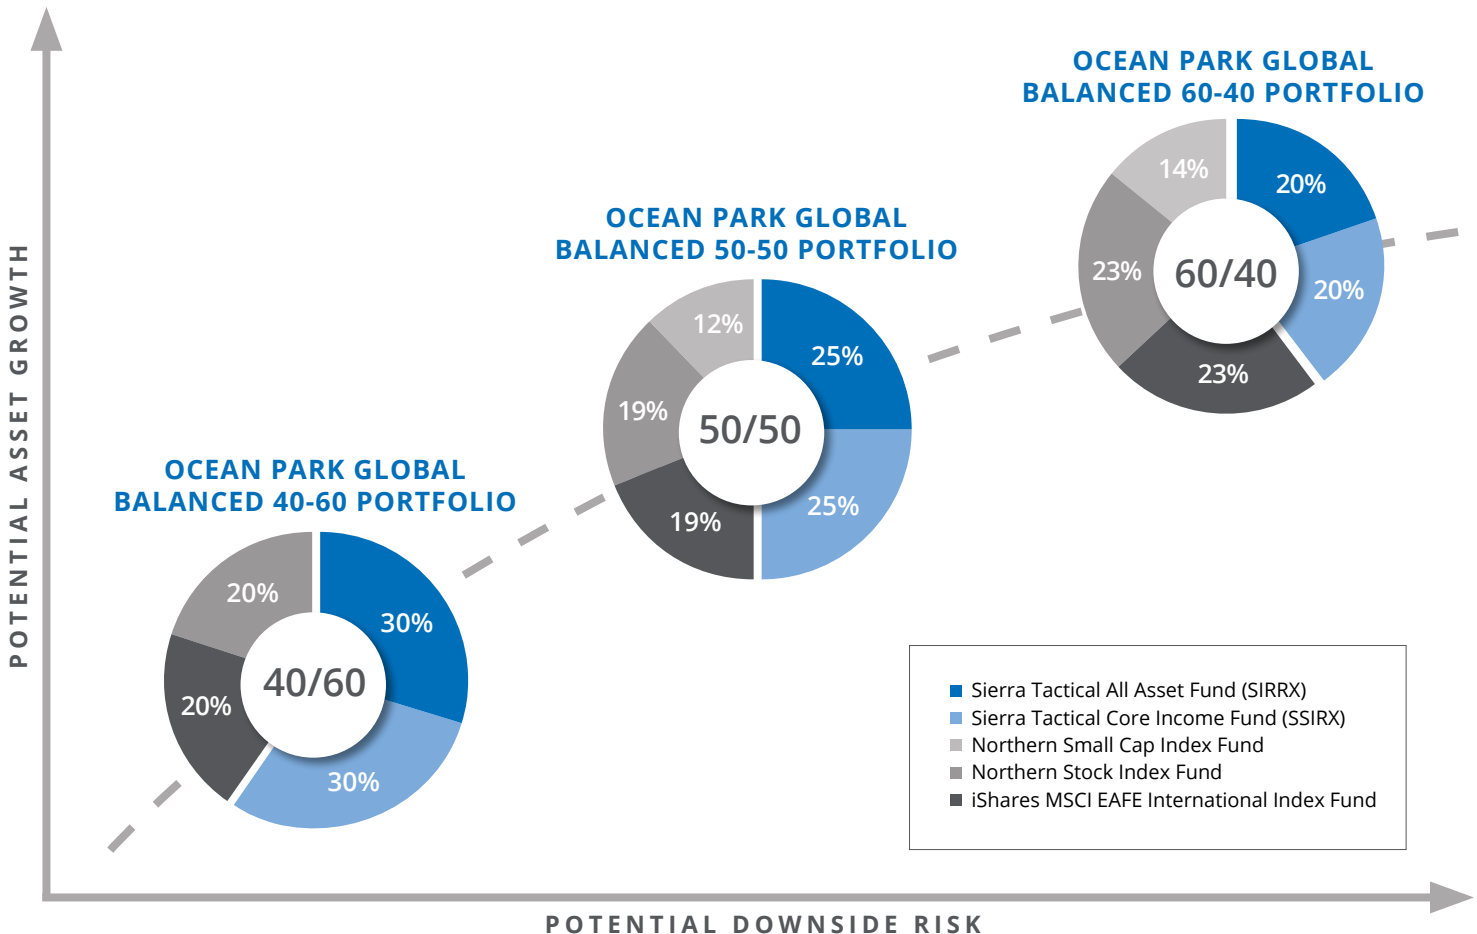 OCEAN PARK GLOBAL
BALANCED 60-40 PORTFOLIO
14%
20%
23%
60/40
20%
23%
OCEAN PARK GLOBAL
BALANCED 50-50 PORTFOLIO
12%
25%
19%
50/50
19%
25%
OCEAN PARK GLOBAL
BALANCED 40-60 PORTFOLIO
20%
30%
40/60
20%
30%
POTENTIAL ASSET GROWTH
Sierra Tactical All Asset Fund (SIRRX)
Sierra Tactical Core Income Fund (SSIRX)
Northern Small Cap Index Fund
Northern Stock Index Fund
iShares MSCI EAFE International Index Fund
POTENTIAL DOWNSIDE RISK